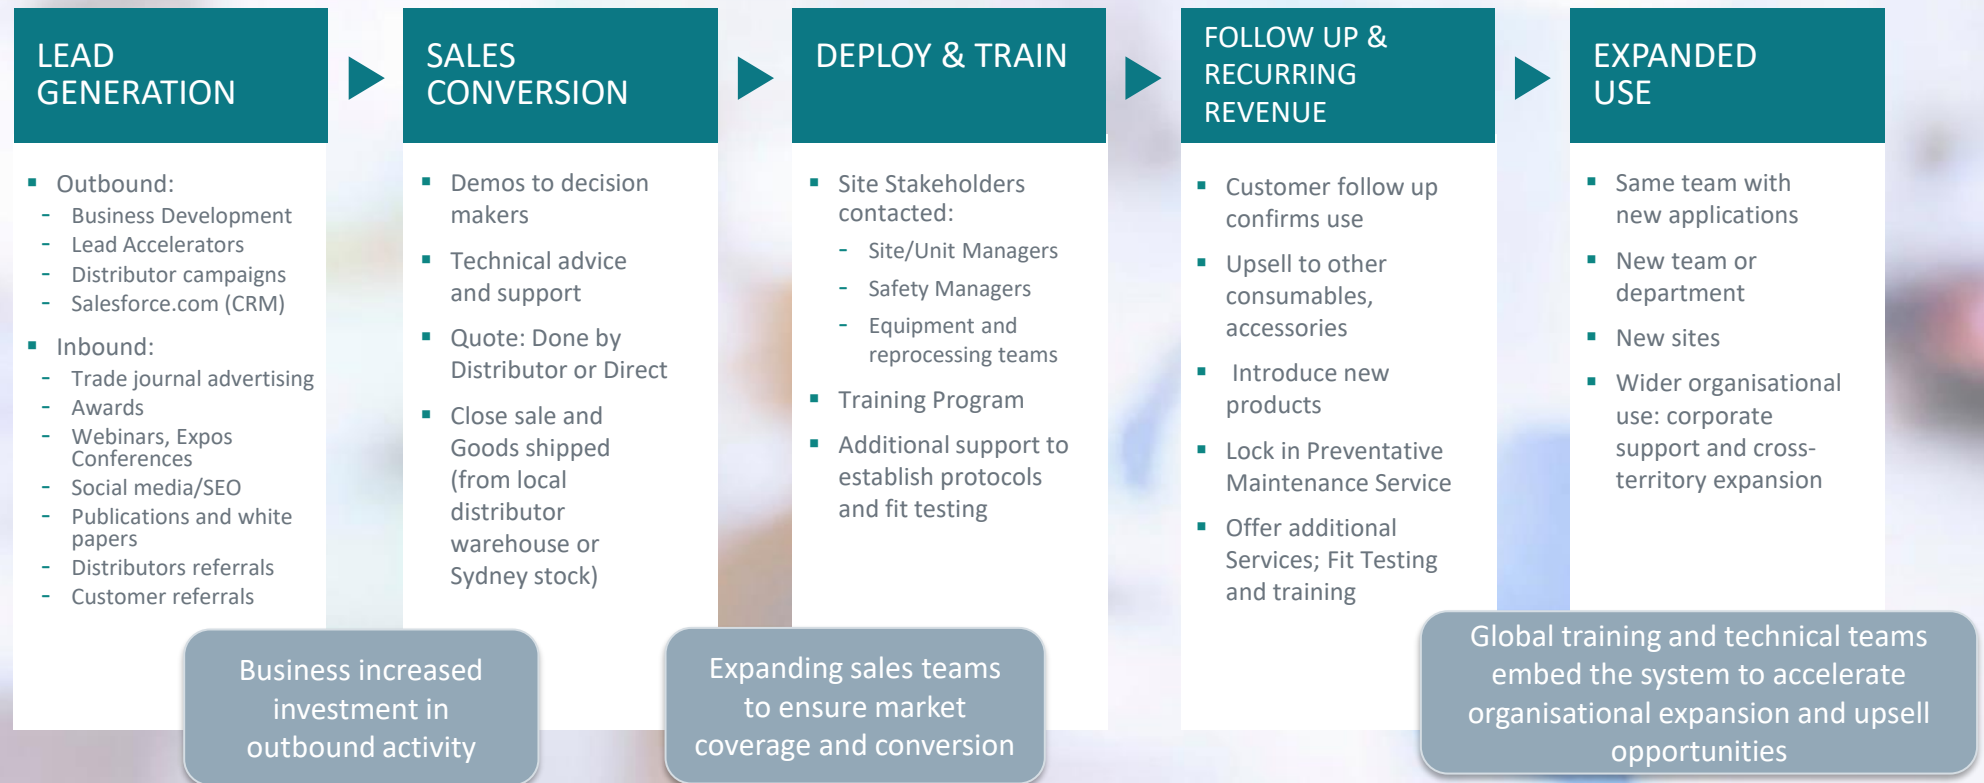 LEAD
GENERATION
▪ Outbound:
- Business Development
- Lead Accelerators
- Distributor campaigns
- Salesforce.com (CRM)
▪ Inbound:
- Trade journal advertising
- Awards
- Webinars, Expos
Conferences
- Social media/SEO
- Publications and white
papers
- Distributors referrals
- Customer referrals
SALES
CONVERSION
▪ Demos to decision
makers
▪ Technical advice
and support
▪ Quote: Done by
Distributor or Direct
▪ Close sale and
Goods shipped
(from local
distributor
warehouse or
Sydney stock)
DEPLOY & TRAIN
▪ Site Stakeholders
contacted:
- Site/Unit Managers
- Safety Managers
- Equipment and
reprocessing teams
▪ Training Program
▪ Additional support to
establish protocols
and fit testing
FOLLOW UP &
RECURRING
REVENUE
▪ Customer follow up
confirms use
▪ Upsell to other
consumables,
accessories
▪ Introduce new
products
▪ Lock in Preventative
Maintenance Service
▪ Offer additional
Services; Fit Testing
and training
EXPANDED
USE
▪ Same team with
new applications
▪ New team or
department
▪ New sites
▪ Wider organisational
use: corporate
support and cross-
territory expansion
Business increased
investment in
outbound activity
Expanding sales teams
to ensure market
coverage and conversion
Global training and technical teams
embed the system to accelerate
organisational expansion and upsell
opportunities